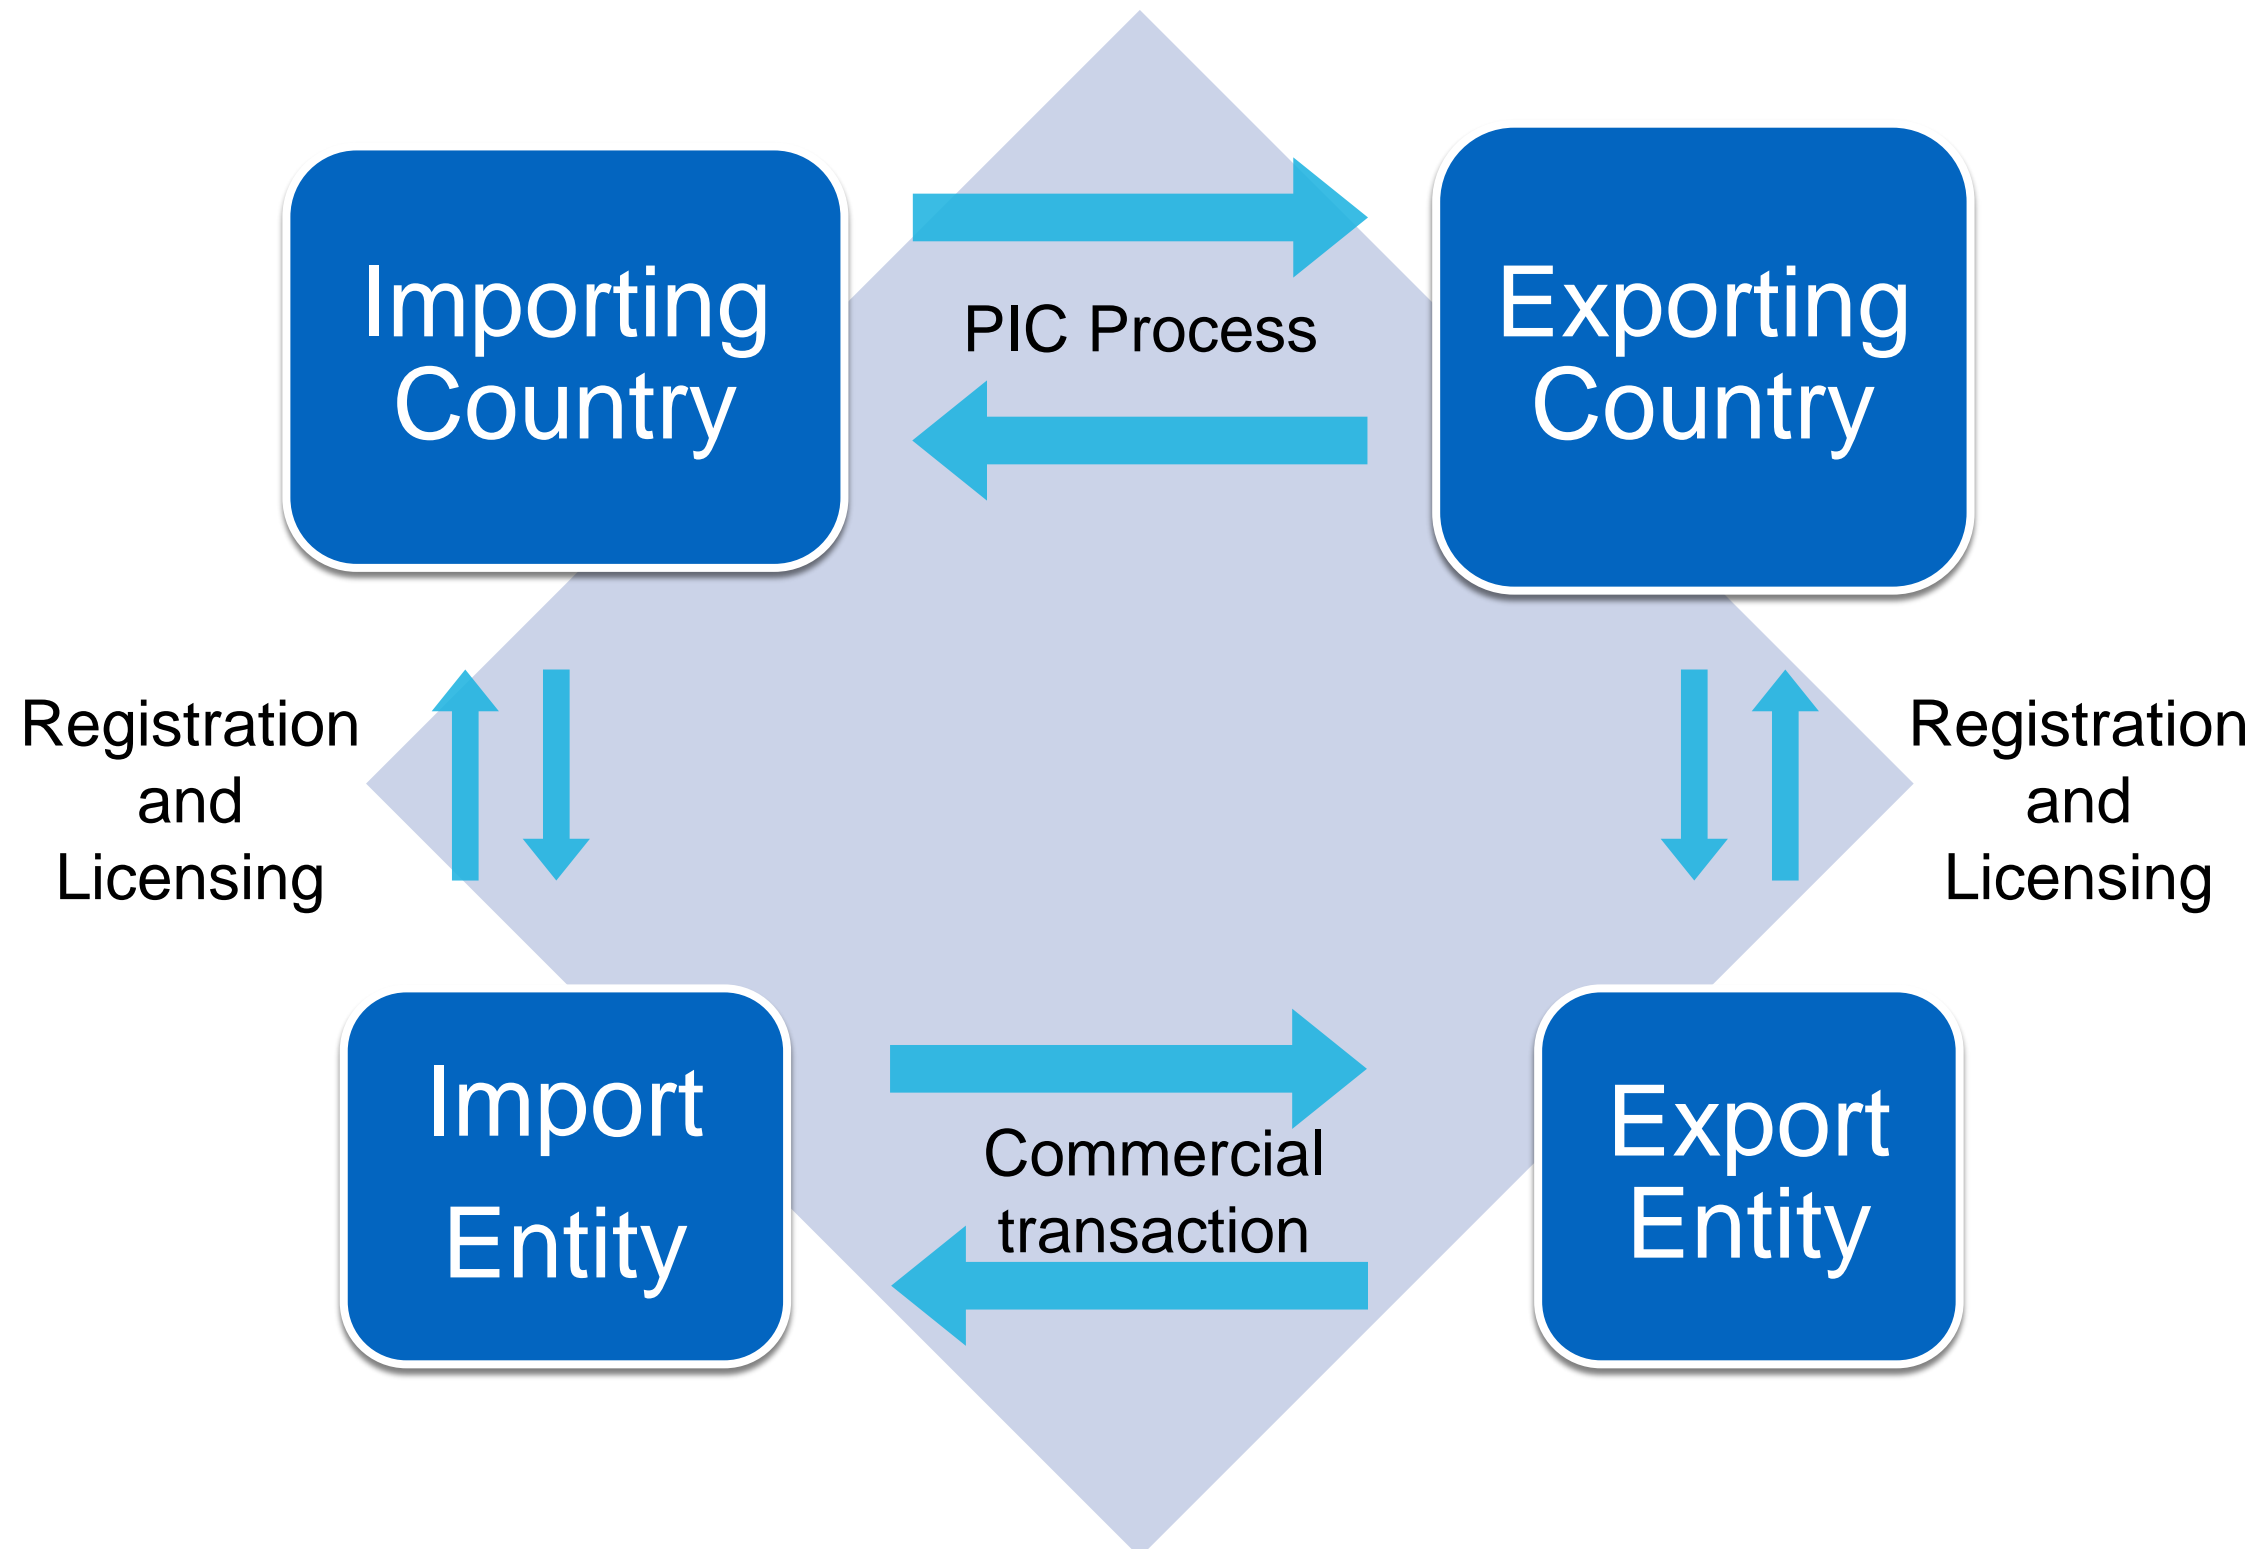 Importing
Country
PIC Process
Exporting
Country
Registration
and
Licensing
Registration
and
Licensing
Import
Entity
Commercial
transaction
Export
Entity